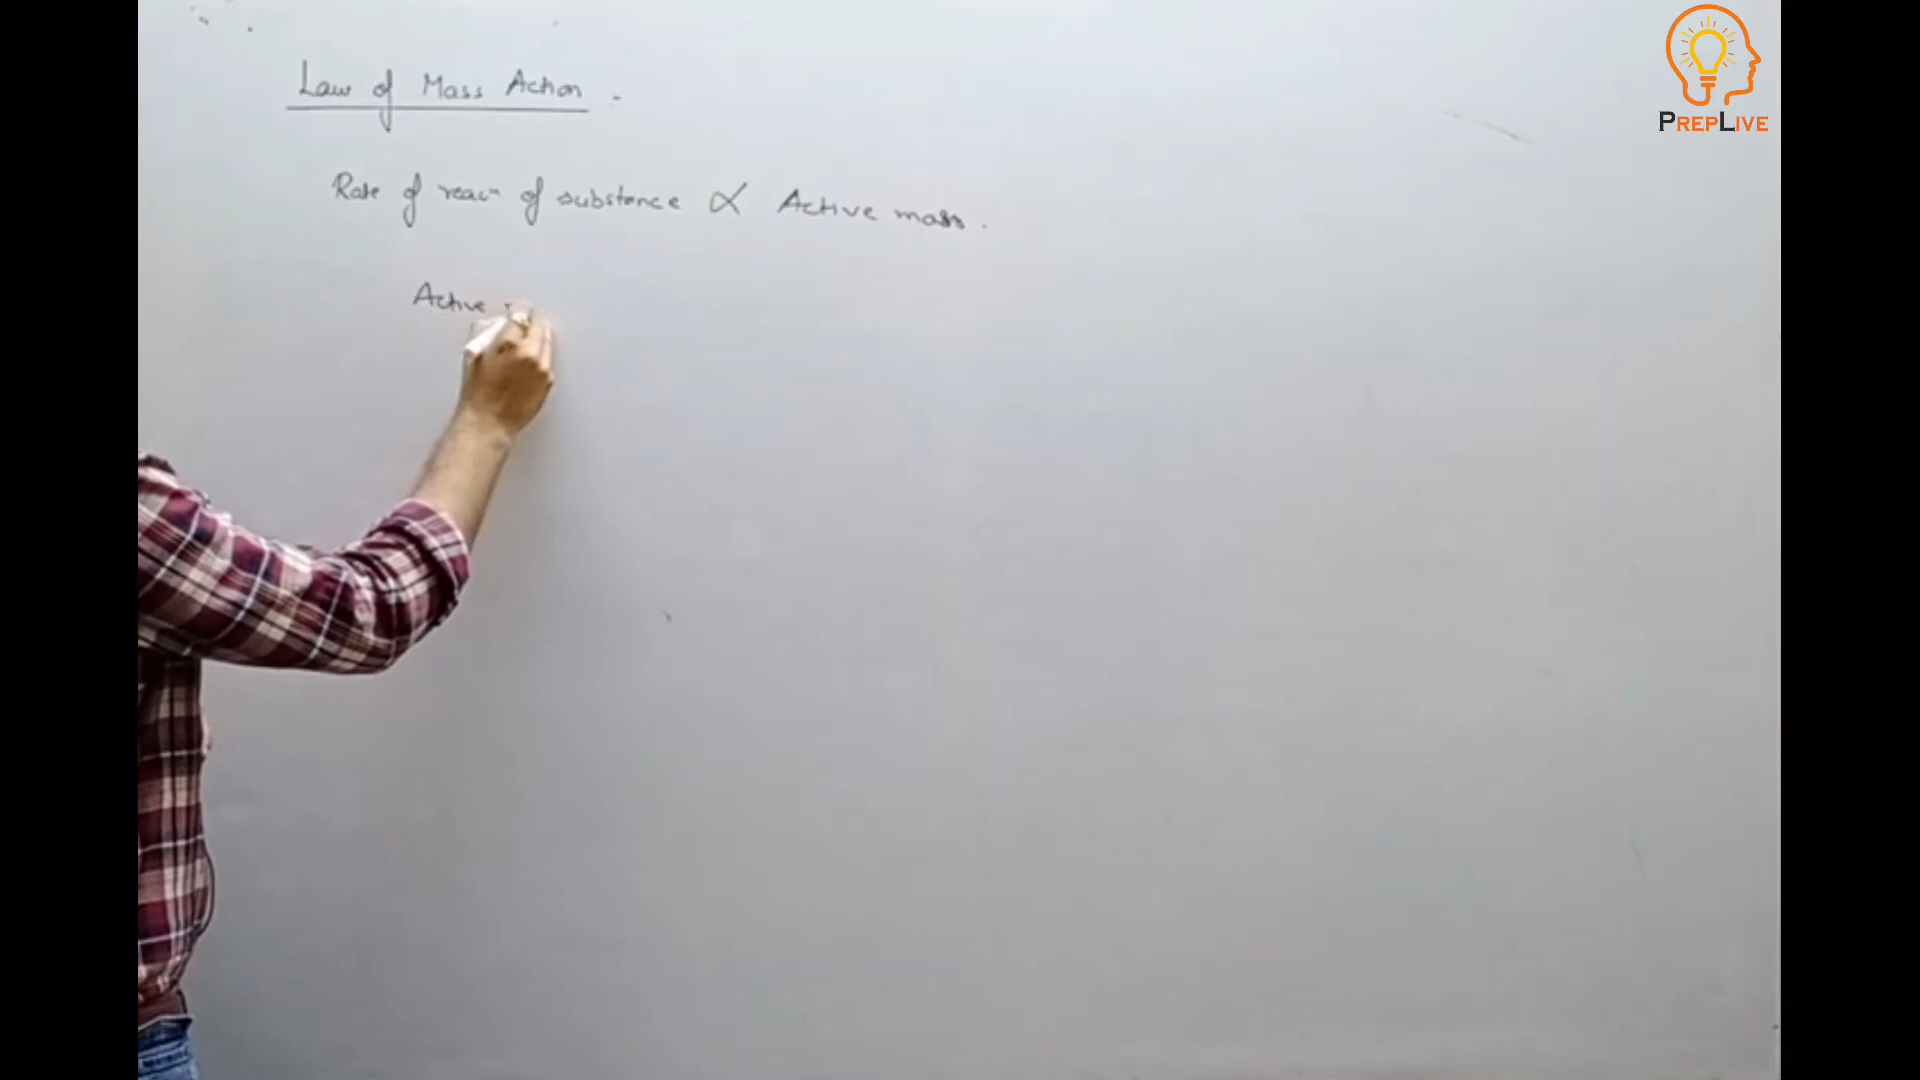 Law of Mass Action.
Rate of reacn of substance ∝ Active mass.
Active
PREPLIVE